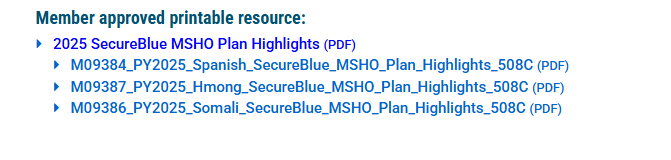 Member approved printable resource:
2025 SecureBlue MSHO Plan Highlights (PDF)
M09384_PY2025_Spanish_SecureBlue_MSHO_Plan_Highlights_508C (PDF)
M09387_PY2025_Hmong_SecureBlue_MSHO_Plan_Highlights_508C (PDF)
M09386_PY2025_Somali_SecureBlue_MSHO_Plan_Highlights_508C (PDF)